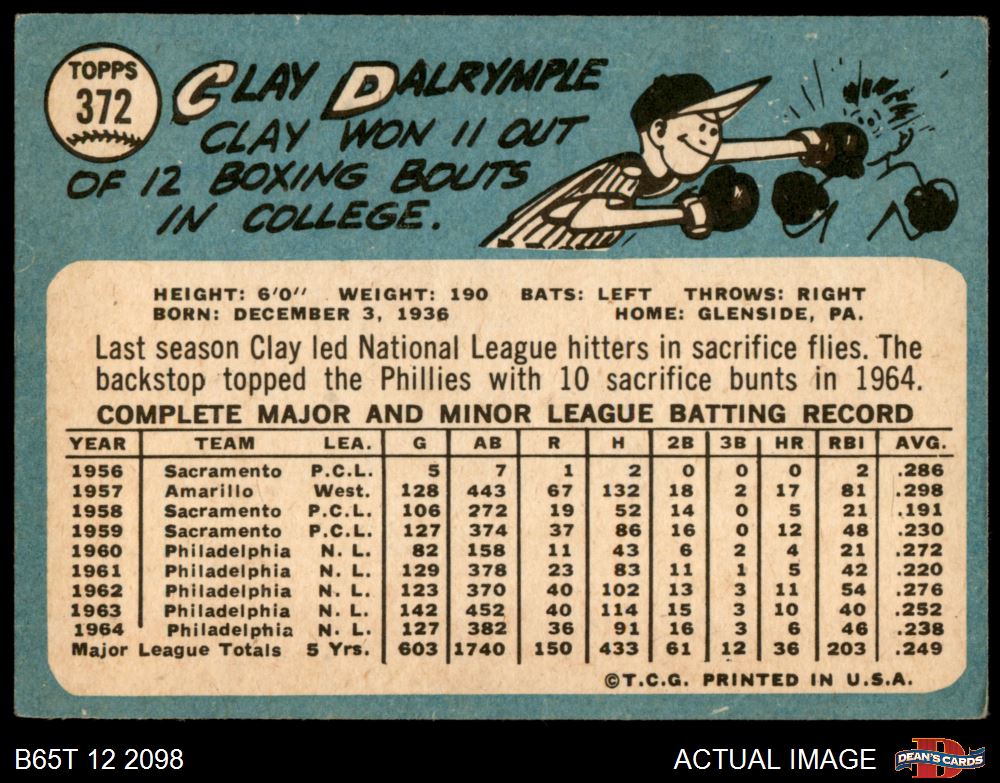 TOPPS
372
CLAY DALRYMPLE
CLAY WON 11 OUT
OF 12 BOXING BOUTS
IN COLLEGE.
HEIGHT: 6'0" WEIGHT: 190 BATS: LEFT THROWS: RIGHT
BORN: DECEMBER 3, 1936 HOME: GLENSIDE, PA.
Last season Clay led National League hitters in sacrifice flies. The
backstop topped the Phillies with 10 sacrifice bunts in 1964.
COMPLETE MAJOR AND MINOR LEAGUE BATTING RECORD
YEAR TEAM LEA. G AB R H 2B 3B HR RBI AVG.
1956 Sacramento P.C.L. 5 7 1 2 0 0 0 2 .286
1957 Amarillo West. 128 443 67 132 18 2 17 81 .298
1958 Sacramento P.C.L. 106 272 19 52 14 0 5 21 .191
1959 Sacramento P.C.L. 127 374 37 86 16 0 12 48 .230
1960 Philadelphia N. L. 82 158 11 43 6 2 4 21 .272
1961 Philadelphia N. L. 129 378 23 83 11 1 5 42 .220
1962 Philadelphia N. L. 123 370 40 102 13 3 11 54 .276
1963 Philadelphia N. L. 142 452 40 114 15 3 10 40 .252
1964 Philadelphia N. L. 127 382 36 91 16 3 6 46 .238
Major League Totals 5 Yrs. 603 1740 150 433 61 12 36 203 .249
©T.C.G. PRINTED IN U.S.A.
B65T 12 2098 ACTUAL IMAGE DEAN'S CARDS